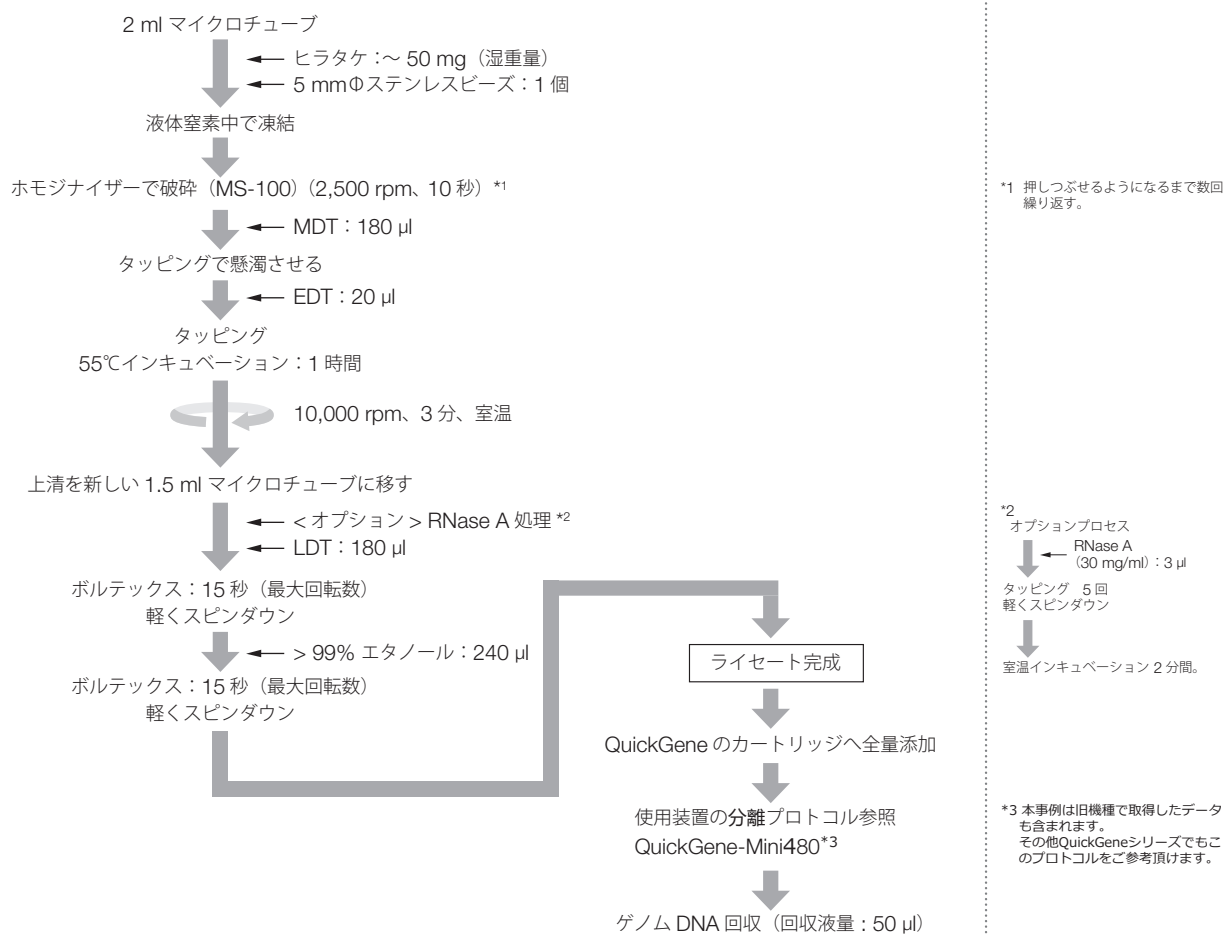 2 ml マイクロチューブ
ヒラタケ：～ 50 mg（湿重量）
5 mmΦステンレスビーズ：1 個
液体窒素中で凍結
ホモジナイザーで破砕（MS-100）（2,500 rpm、10 秒）*1
MDT：180 µl
タッピングで懸濁させる
EDT：20 µl
タッピング
55℃インキュベーション：1 時間
10,000 rpm、3 分、室温
上清を新しい 1.5 ml マイクロチューブに移す
< オプション > RNase A 処理 *2
LDT：180 µl
ボルテックス：15 秒（最大回転数）
軽くスピンダウン
> 99% エタノール：240 µl
ボルテックス：15 秒（最大回転数）
軽くスピンダウン
ライセート完成
QuickGene のカートリッジへ全量添加
使用装置の分離プロトコル参照
QuickGene-Mini480*3
ゲノム DNA 回収（回収液量 : 50 µl）
*1 押しつぶせるようになるまで数回
繰り返す。
*2
オプションプロセス
RNase A
（30 mg/ml）：3 µl
タッピング 5 回
軽くスピンダウン
室温インキュベーション 2 分間。
*3 本事例は旧機種で取得したデータ
も含まれます。
その他QuickGeneシリーズでもこ
のプロトコルをご参考頂けます。